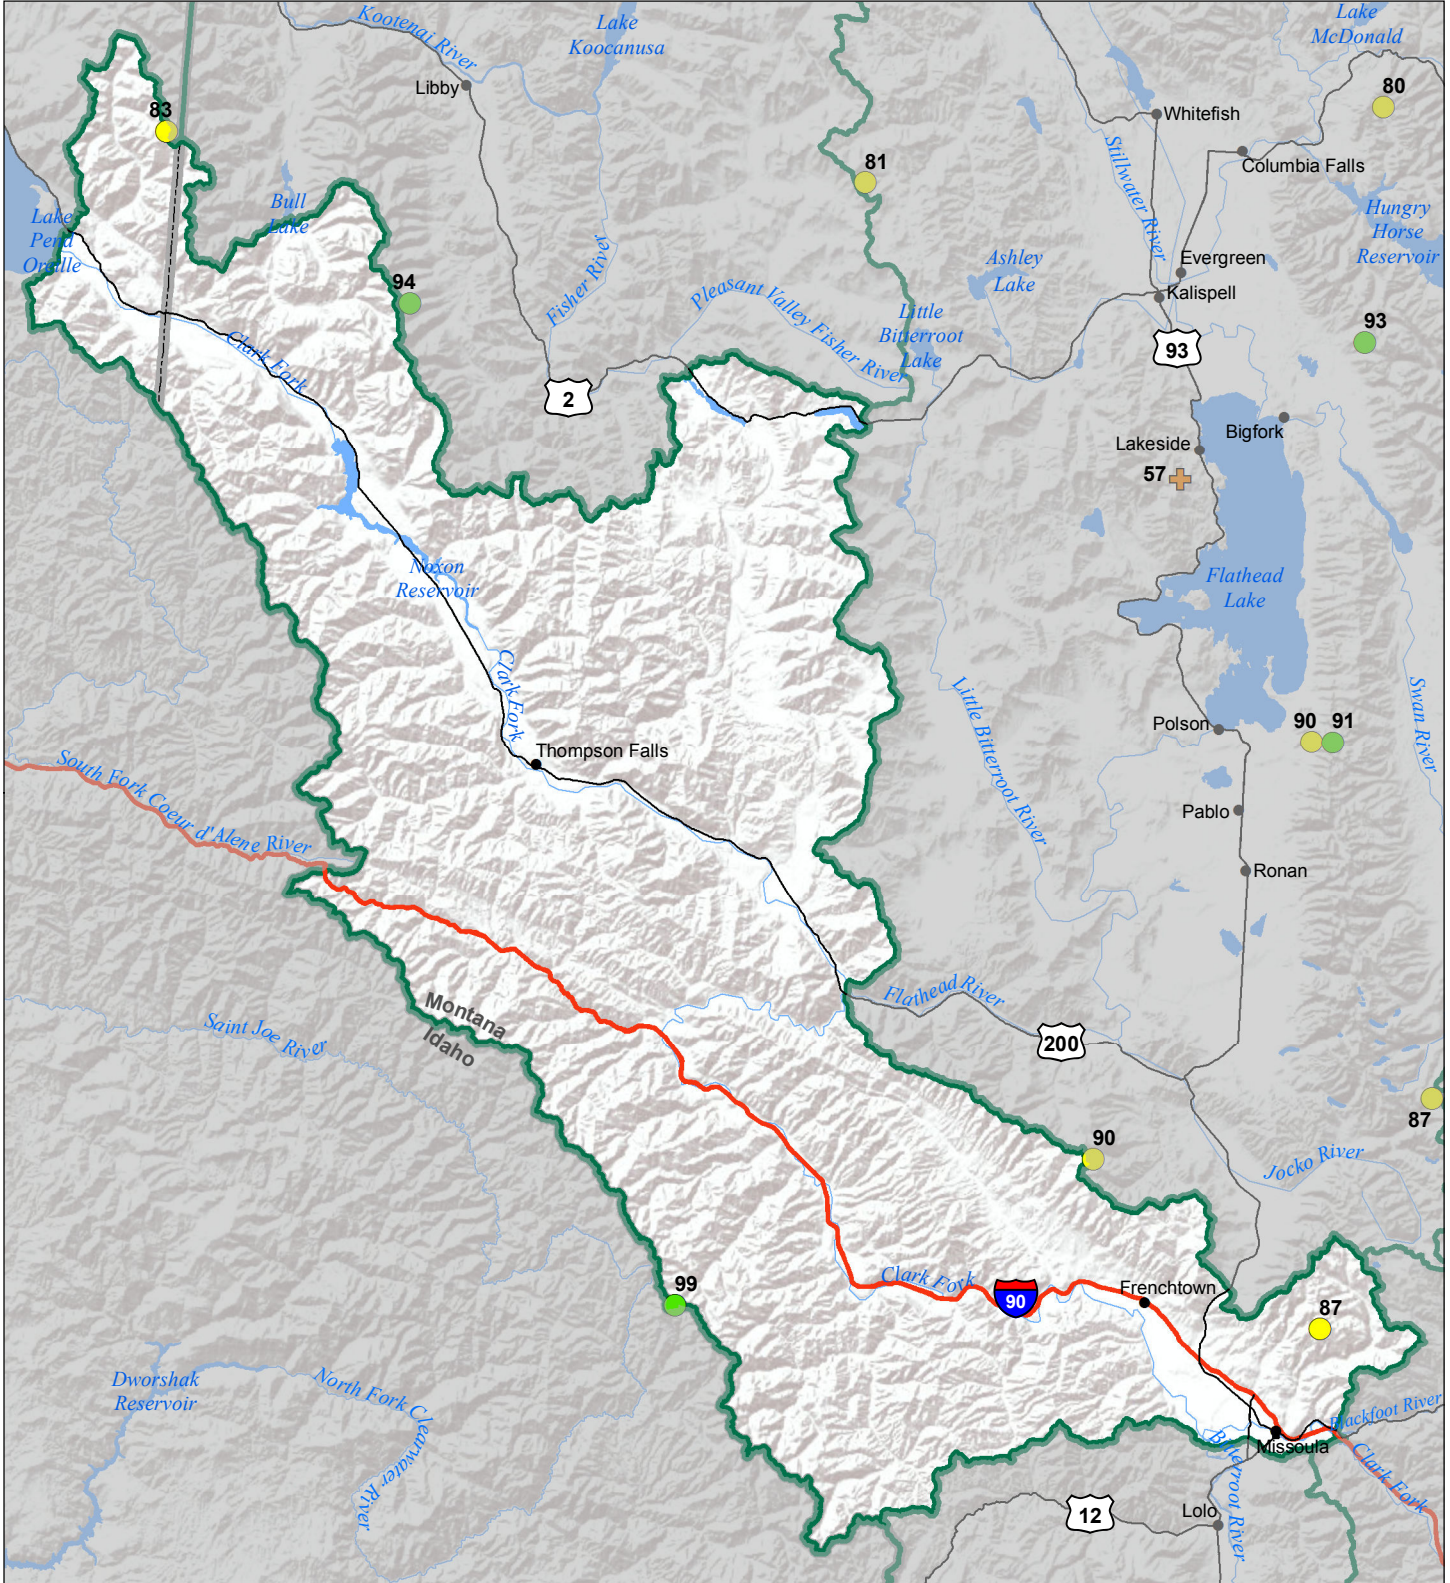 Kootenai River
Lake
Koocanusa
Lake
McDonald
Libby
80
Whitefish
83
Stillwater River
81
Columbia Falls
Bull
Lake
Lake
Pend
Oreille
Hungry
Horse
Reservoir
Fisher River
Ashley
Lake
Evergreen
94
Pleasant Valley Fisher River
Kalispell
Little
Bitterroot
Lake
93
93
Clark Fork
2
Bigfork
Lakeside
57
Noxon
Reservoir
Flathead
Lake
Clark Fork
Little Bitterroot River
Swan River
Polson
90
91
Thompson Falls
South Fork Coeur d'Alene River
Pablo
Ronan
Flathead River
Montana
Idaho
Saint Joe River
200
87
90
Jocko River
99
Clark Fork
90
Frenchtown
87
Dworshak
Reservoir
North Fork Clearwater
River
Blackfoot River
Missoula
Bitterroot River
Clark Fork
12
Lolo